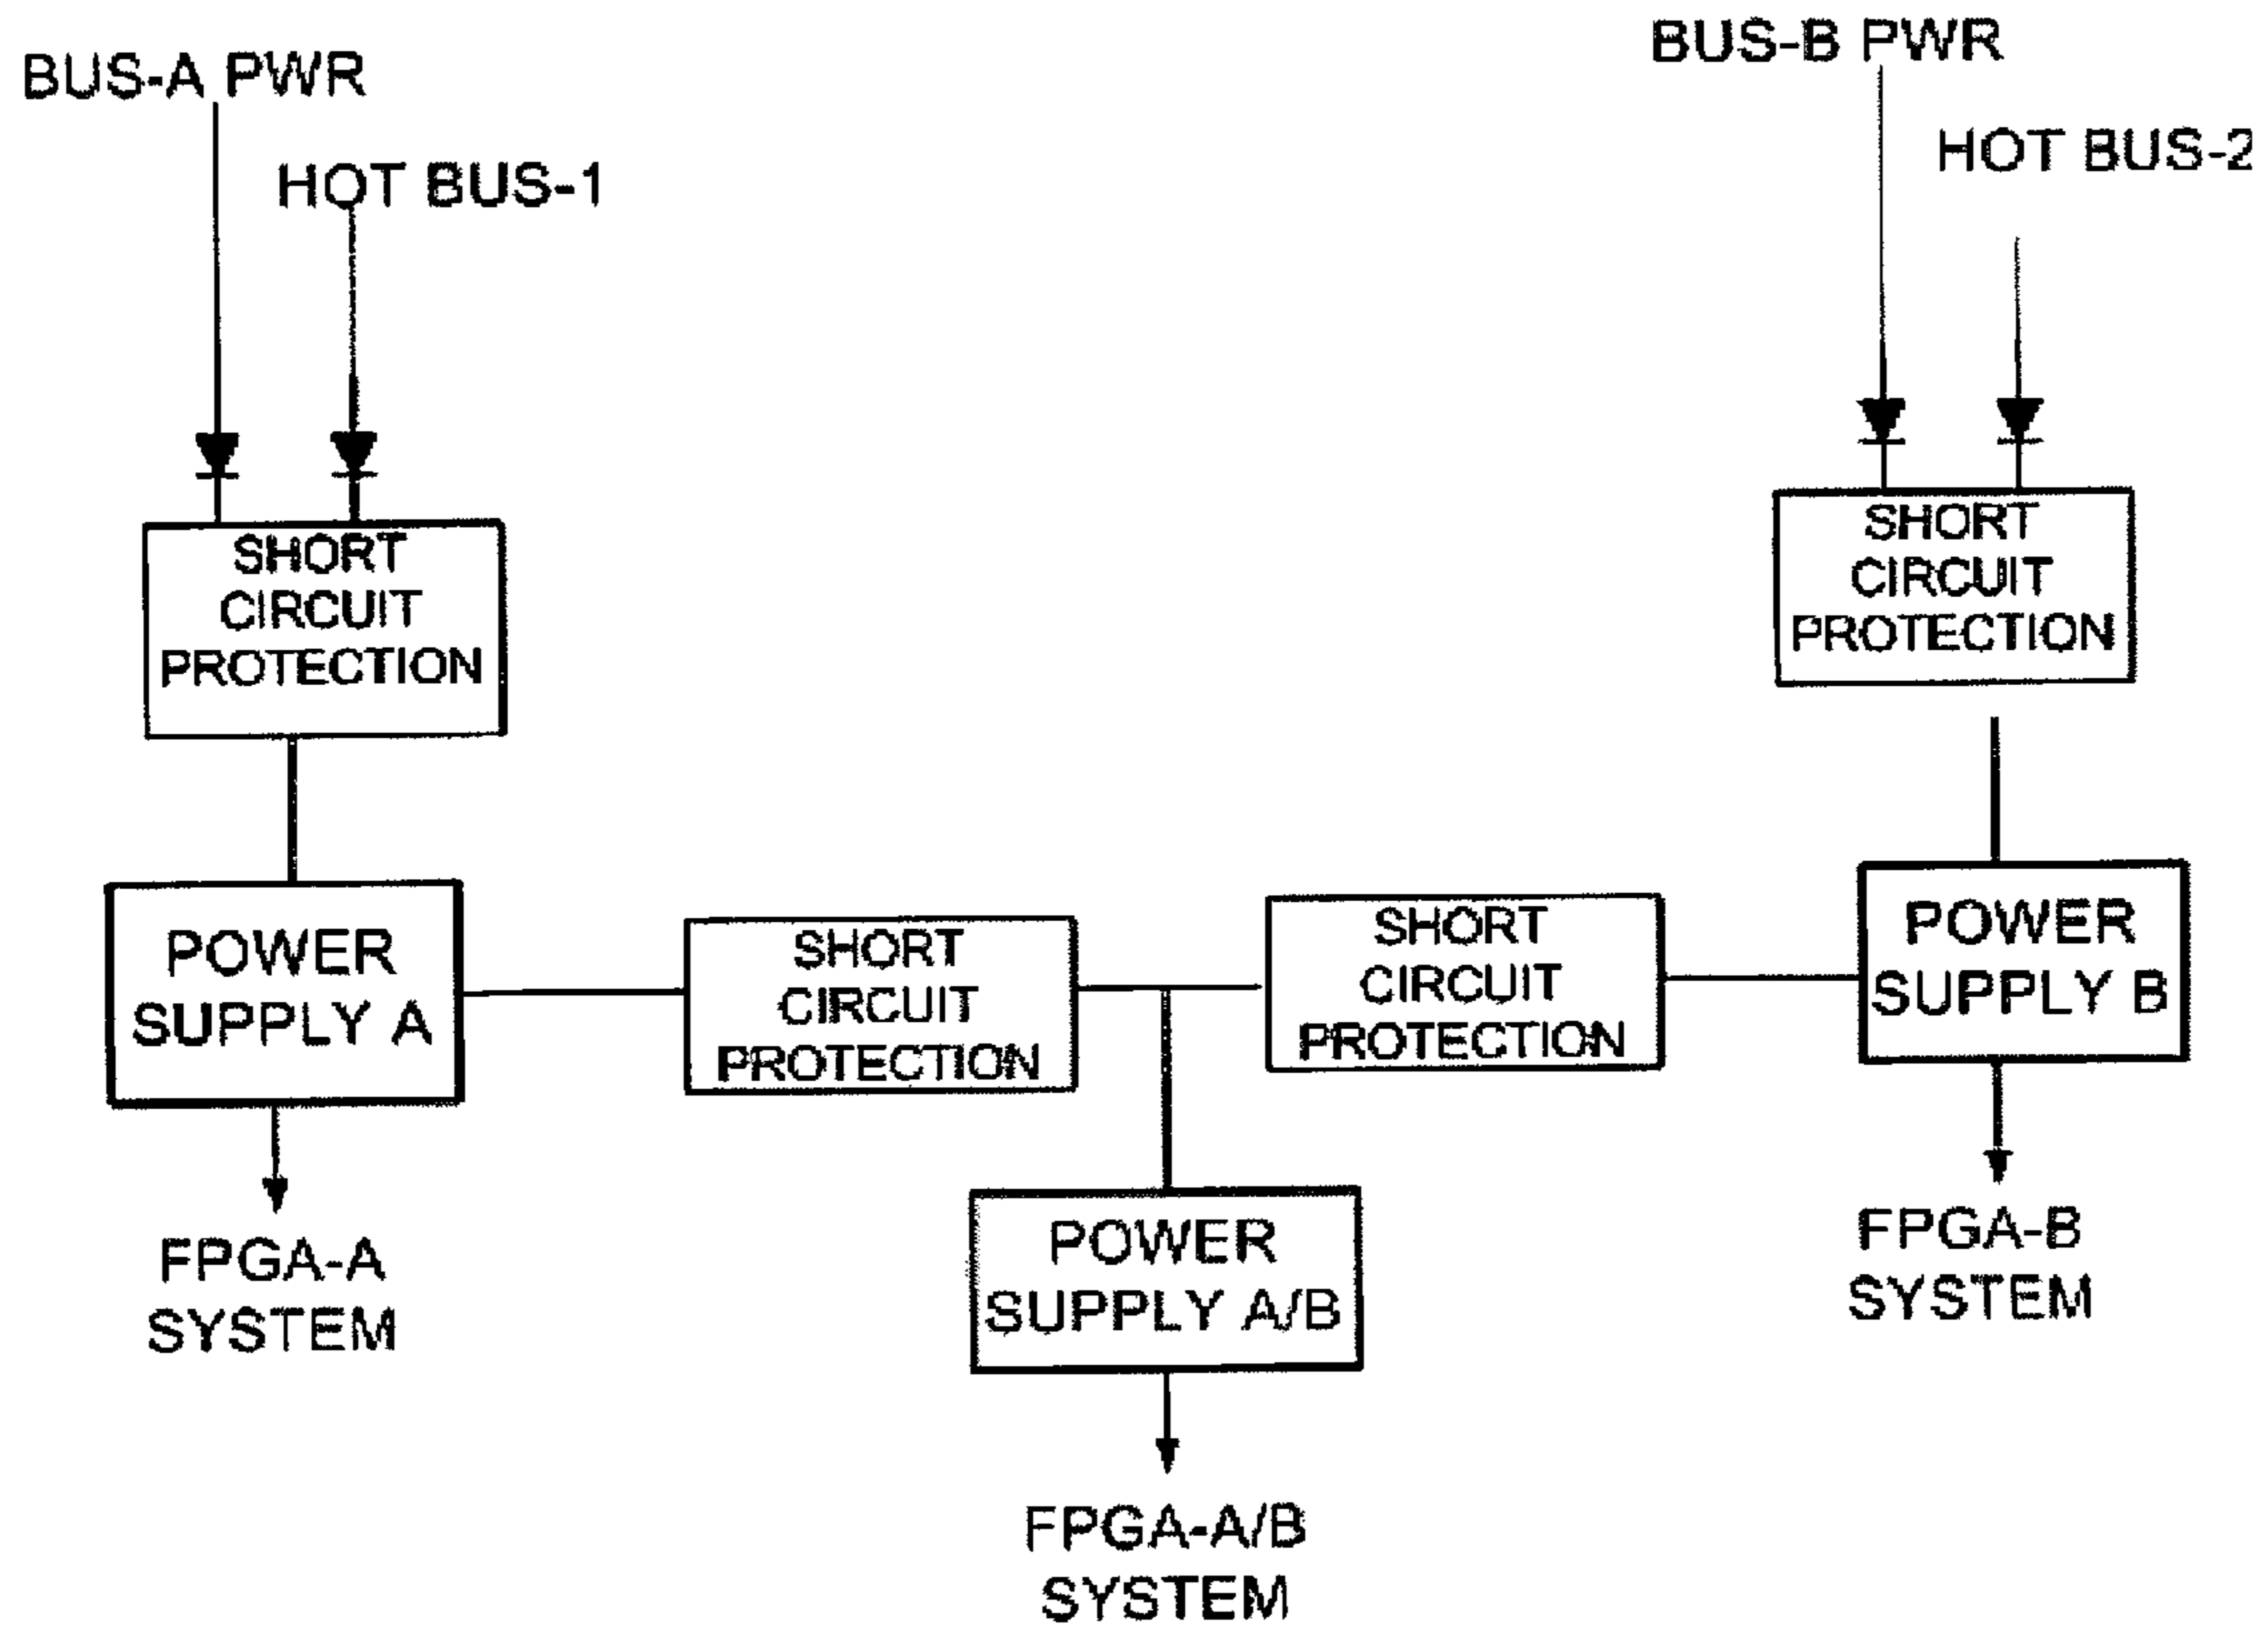 BUS-A PWR
HOT BUS-1
BUS-B PWR
HOT BUS-2
SHORT
CIRCUIT
PROTECTION
SHORT
CIRCUIT
PROTECTION
POWER
SUPPLY A
SHORT
CIRCUIT
PROTECTION
SHORT
CIRCUIT
PROTECTION
POWER
SUPPLY B
FPGA-A
SYSTEM
POWER
SUPPLY A/B
FPGA-B
SYSTEM
FPGA-A/B
SYSTEM